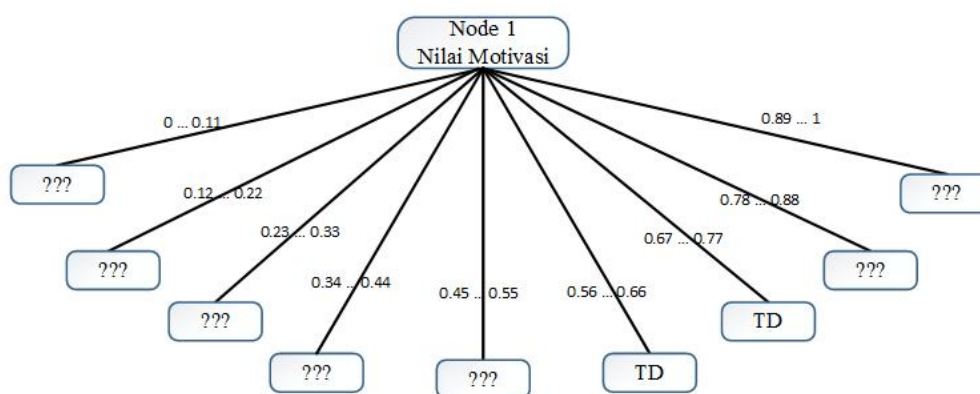 Node 1
Nilai Motivasi
0 ... 0.11
0.89 ... 1
???
???
0.12 ... 0.22
0.78 ... 0.88
0.23 ... 0.33
0.67 ... 0.77
???
???
0.34 ... 0.44
0.45 ... 0.55
0.56 ... 0.66
???
TD
???
???
TD